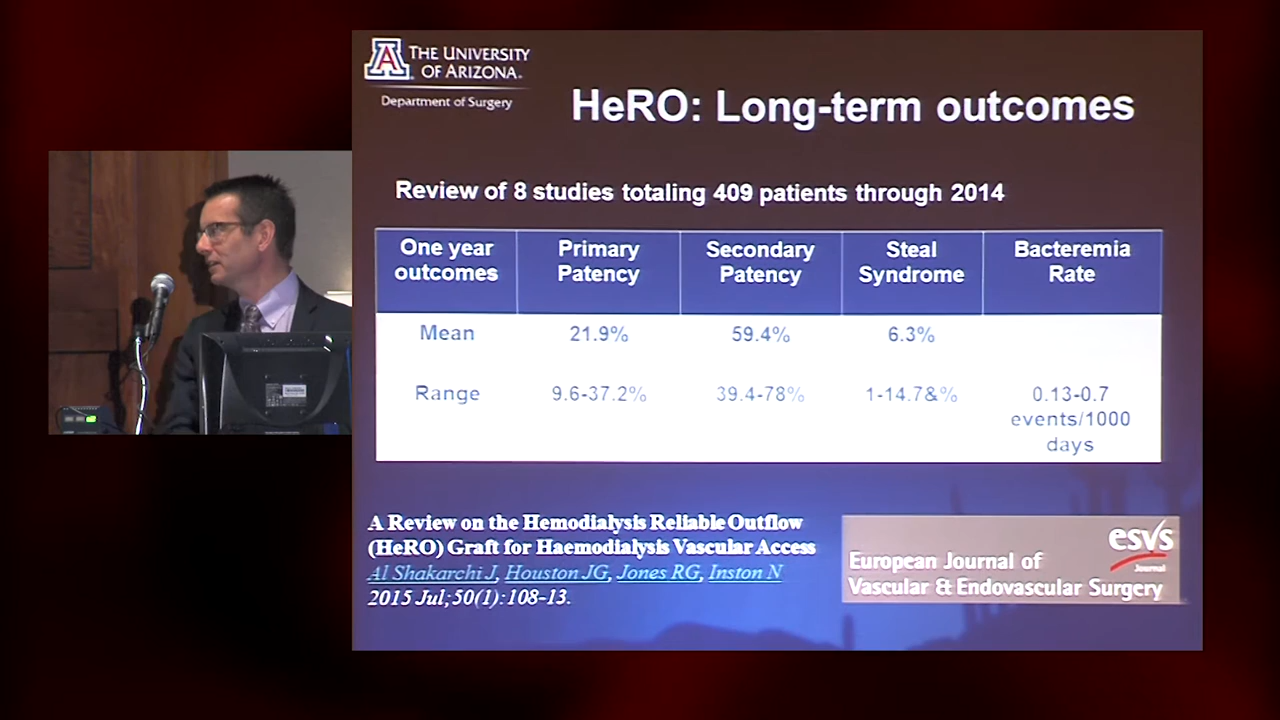 THE UNIVERSITY
OF ARIZONA.
Department of Surgery
HeRO: Long-term outcomes
Review of 8 studies totaling 409 patients through 2014
One year outcomes
Primary Patency
Secondary Patency
Steal Syndrome
Bacteremia Rate
Mean
21.9%
59.4%
6.3%
Range
9.6-37.2%
39.4-78%
1-14.7&%
0.13-0.7
events/1000
days
A Review on the Hemodialysis Reliable Outflow
(HeRO) Graft for Haemodialysis Vascular Access
Al Shakarchi J, Houston JG, Jones RG, Inston N
2015 Jul;50(1):108-13.
esvs
Journal
European Journal of
Vascular & Endovascular Surgery